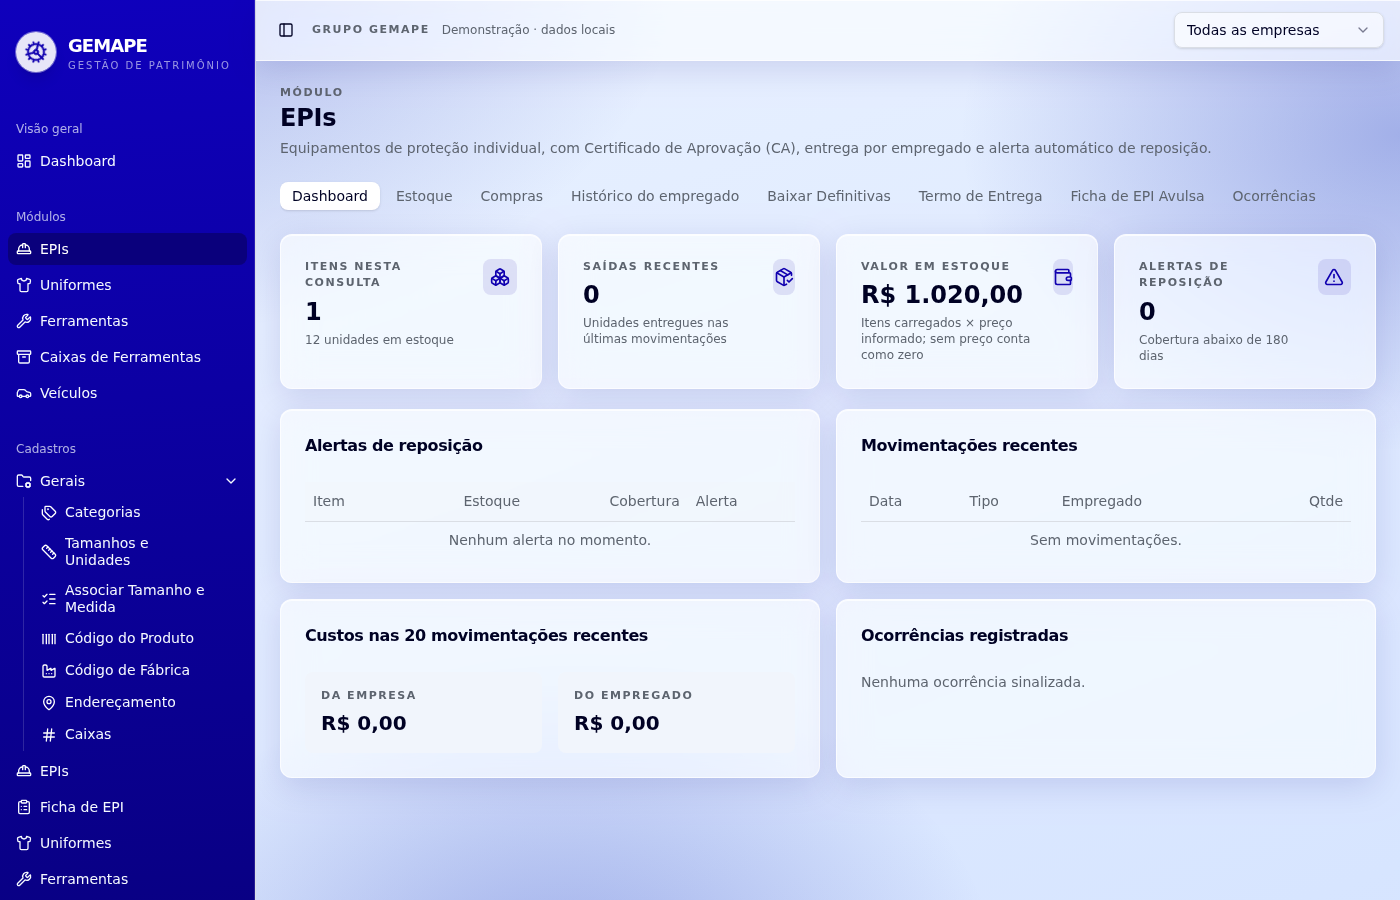 GEMAPE
GESTÃO DE PATRIMÔNIO
Visão geral
Dashboard
Módulos
EPIs
Uniformes
Ferramentas
Caixas de Ferramentas
Veículos
Cadastros
Gerais
Categorias
Tamanhos e
Unidades
Associar Tamanho e
Medida
Código do Produto
Código de Fábrica
Endereçamento
Caixas
EPIs
Ficha de EPI
Uniformes
Ferramentas
GRUPO GEMAPE Demonstração · dados locais
Todas as empresas
MÓDULO
EPIs
Equipamentos de proteção individual, com Certificado de Aprovação (CA), entrega por empregado e alerta automático de reposição.
Dashboard Estoque Compras Histórico do empregado Baixar Definitivas Termo de Entrega Ficha de EPI Avulsa Ocorrências
ITENS NESTA
CONSULTA
1
12 unidades em estoque
SAÍDAS RECENTES
0
Unidades entregues nas
últimas movimentações
VALOR EM ESTOQUE
R$ 1.020,00
Itens carregados × preço
informado; sem preço conta
como zero
ALERTAS DE
REPOSIÇÃO
0
Cobertura abaixo de 180
dias
Alertas de reposição
Item Estoque Cobertura Alerta
Nenhum alerta no momento.
Movimentações recentes
Data Tipo Empregado Qtde
Sem movimentações.
Custos nas 20 movimentações recentes
DA EMPRESA
R$ 0,00
DO EMPREGADO
R$ 0,00
Ocorrências registradas
Nenhuma ocorrência sinalizada.